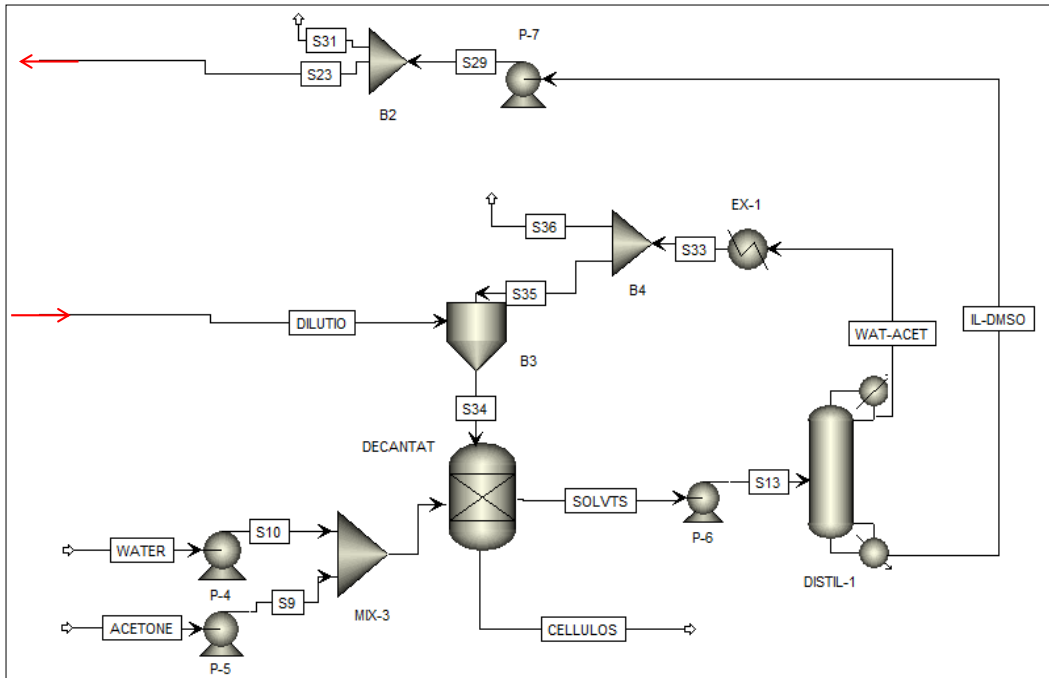 P-7
S31
S29
S23
B2
EX-1
S36
S33
B4
S35
DILUTIO
IL-DMSO
WAT-ACET
B3
S34
DECANTAT
SOLVTS
S13
S10
WATER
P-6
P-4
DISTIL-1
S9
MIX-3
ACETONE
CELLULOS
P-5